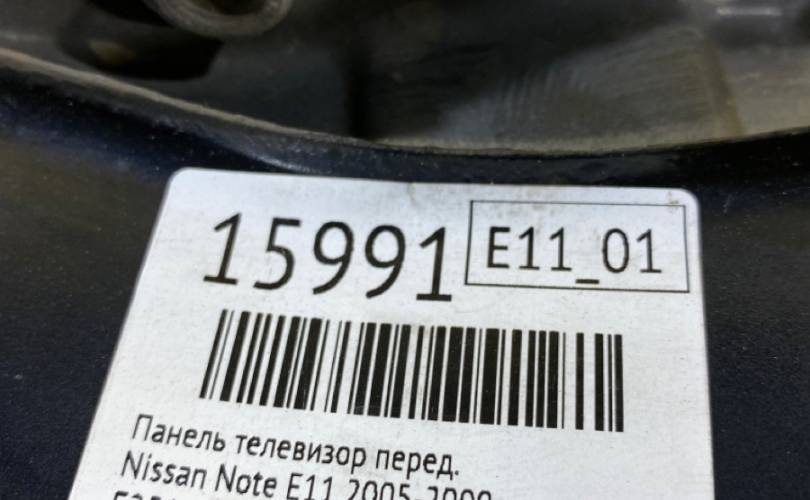 15991 E11_01
Панель телевизор перед.
Nissan Note E11 2005-2009